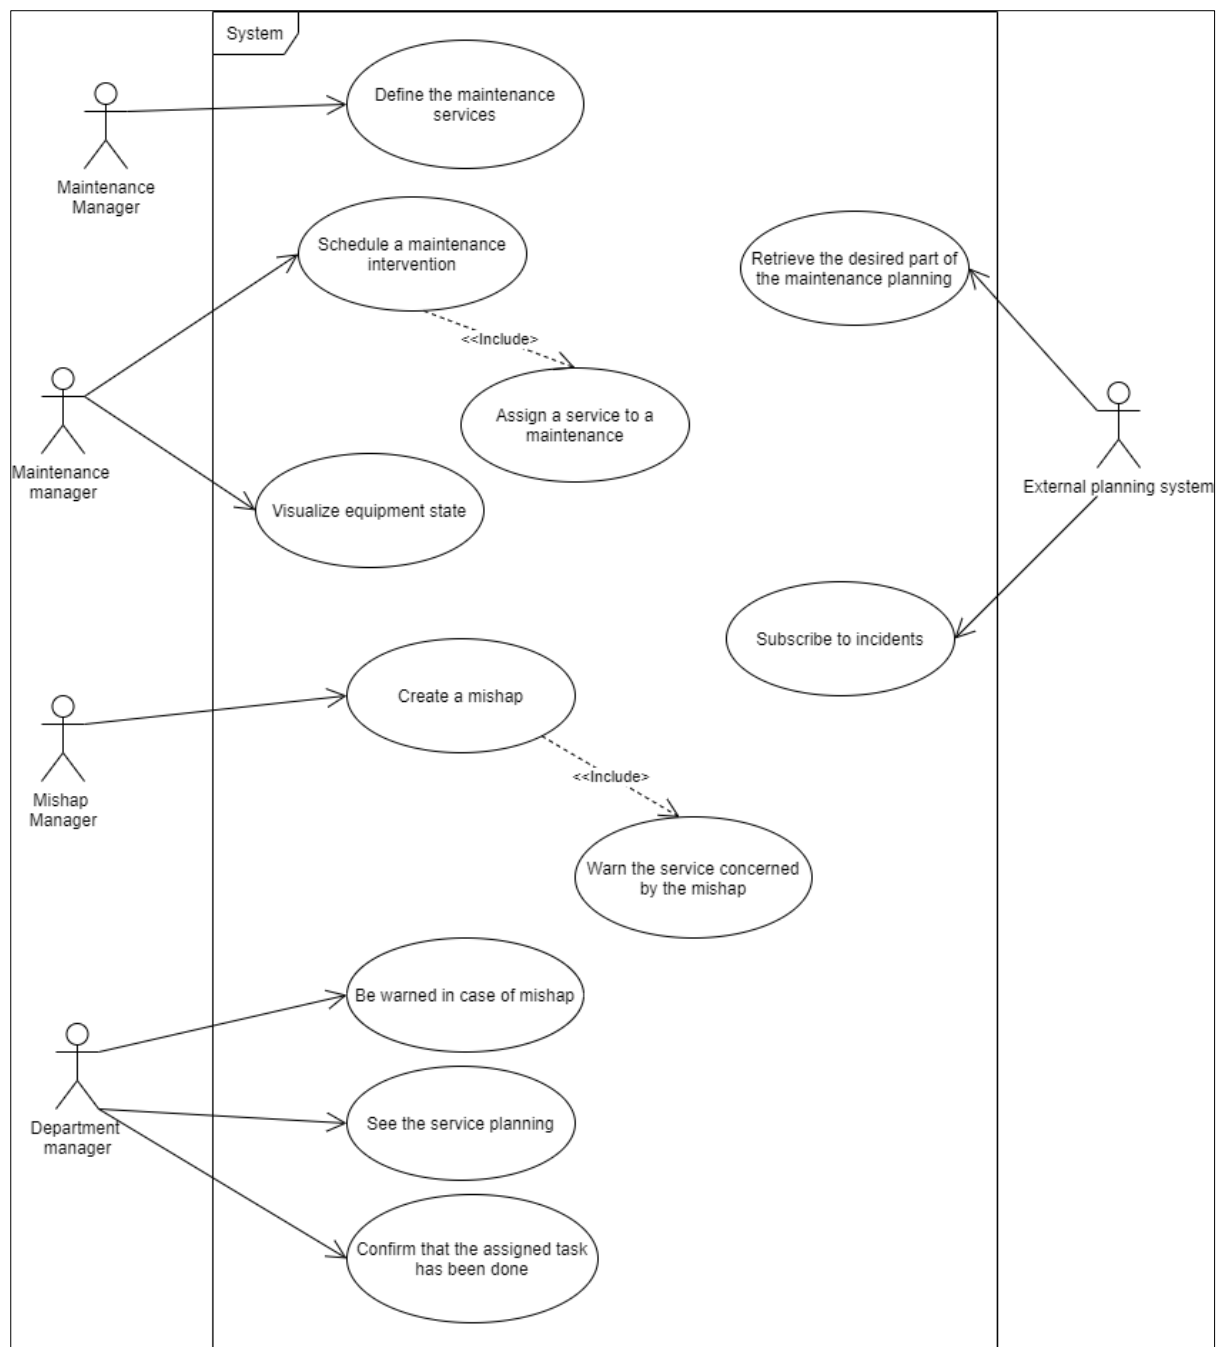 System
Define the maintenance
services
Maintenance
Manager
Schedule a maintenance
intervention
Retrieve the desired part of
the maintenance planning
<<Include>
Assign a service to a
maintenance
Maintenance
manager
External planning system
Visualize equipment state
Subscribe to incidents
Create a mishap
Mishap
Manager
<<Include>
Warn the service concerned
by the mishap
Be warned in case of mishap
See the service planning
Department
manager
Confirm that the assigned task
has been done